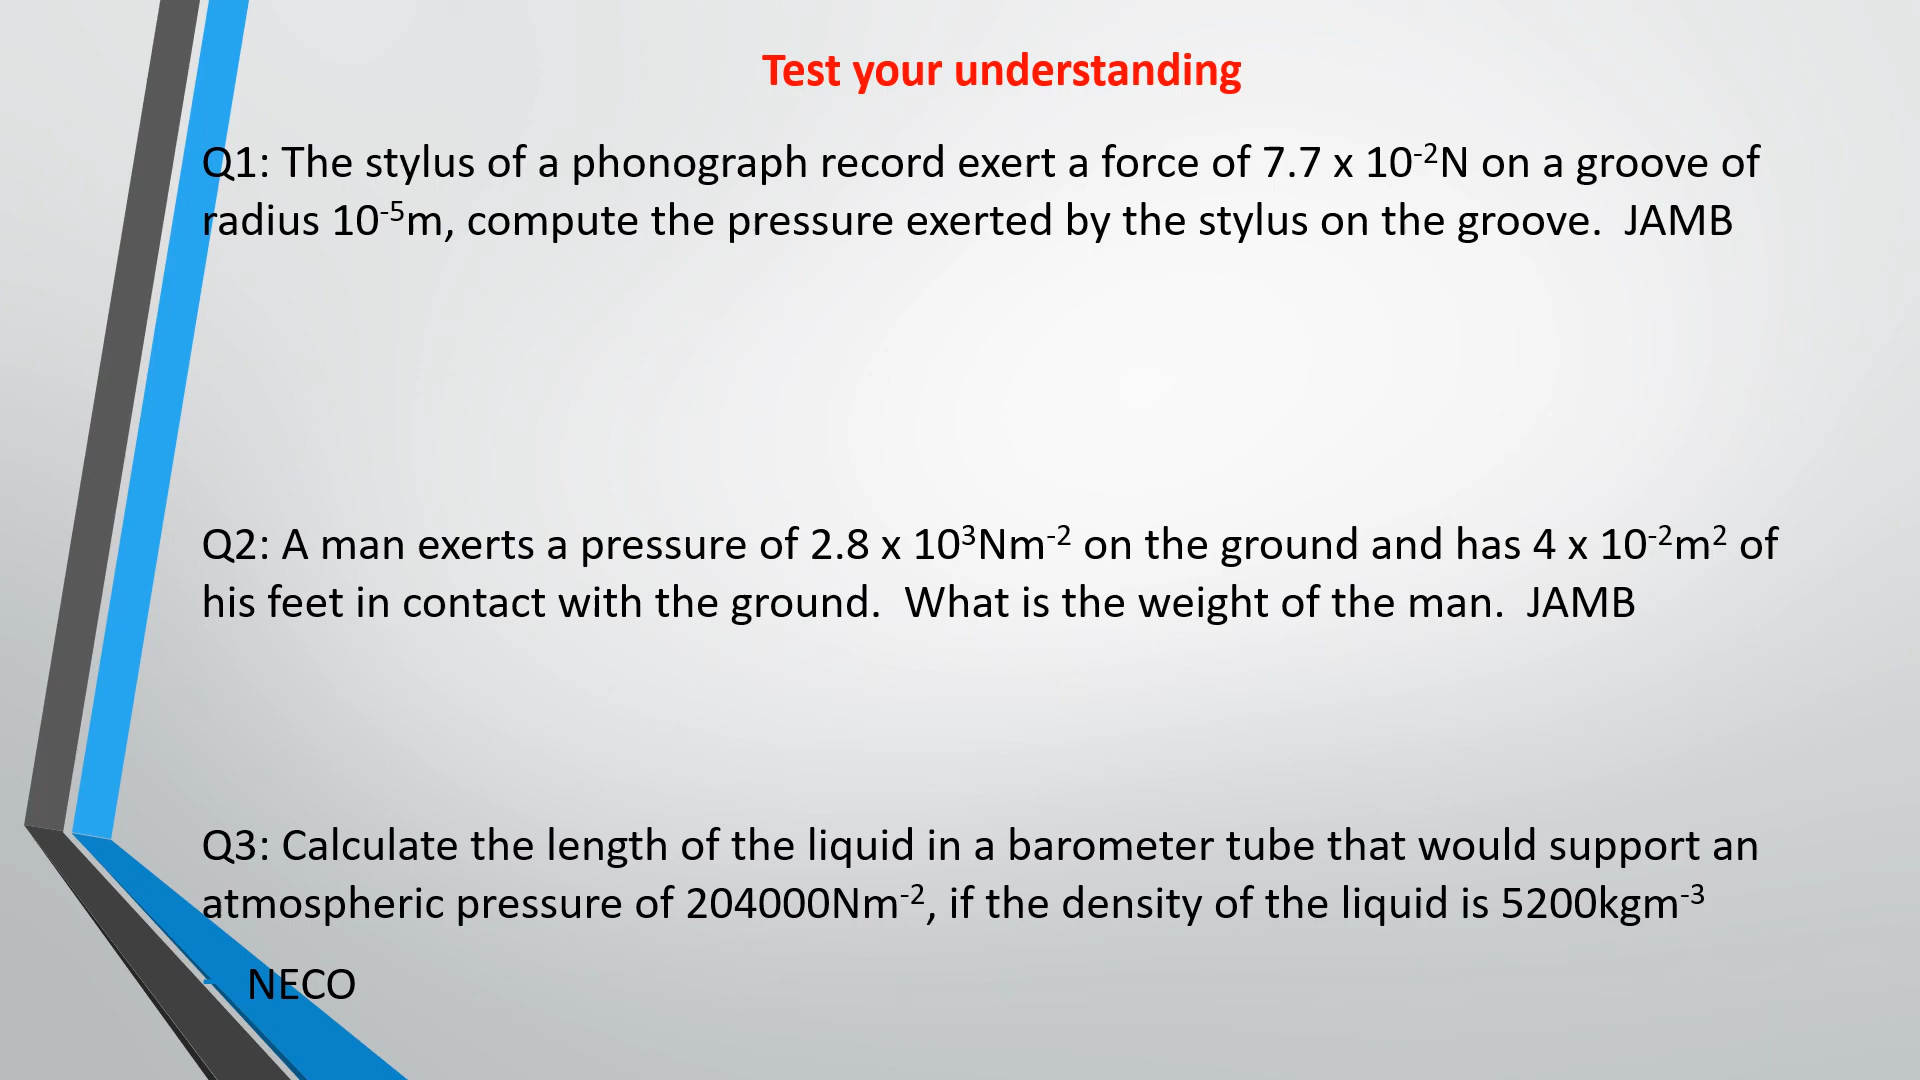 Test your understanding
Q1: The stylus of a phonograph record exert a force of 7.7 x 10⁻²N on a groove of
radius 10⁻⁵m, compute the pressure exerted by the stylus on the groove.  JAMB
Q2: A man exerts a pressure of 2.8 x 10³Nm⁻² on the ground and has 4 x 10⁻²m² of
his feet in contact with the ground.  What is the weight of the man.  JAMB
Q3: Calculate the length of the liquid in a barometer tube that would support an
atmospheric pressure of 204000Nm⁻², if the density of the liquid is 5200kgm⁻³
- NECO